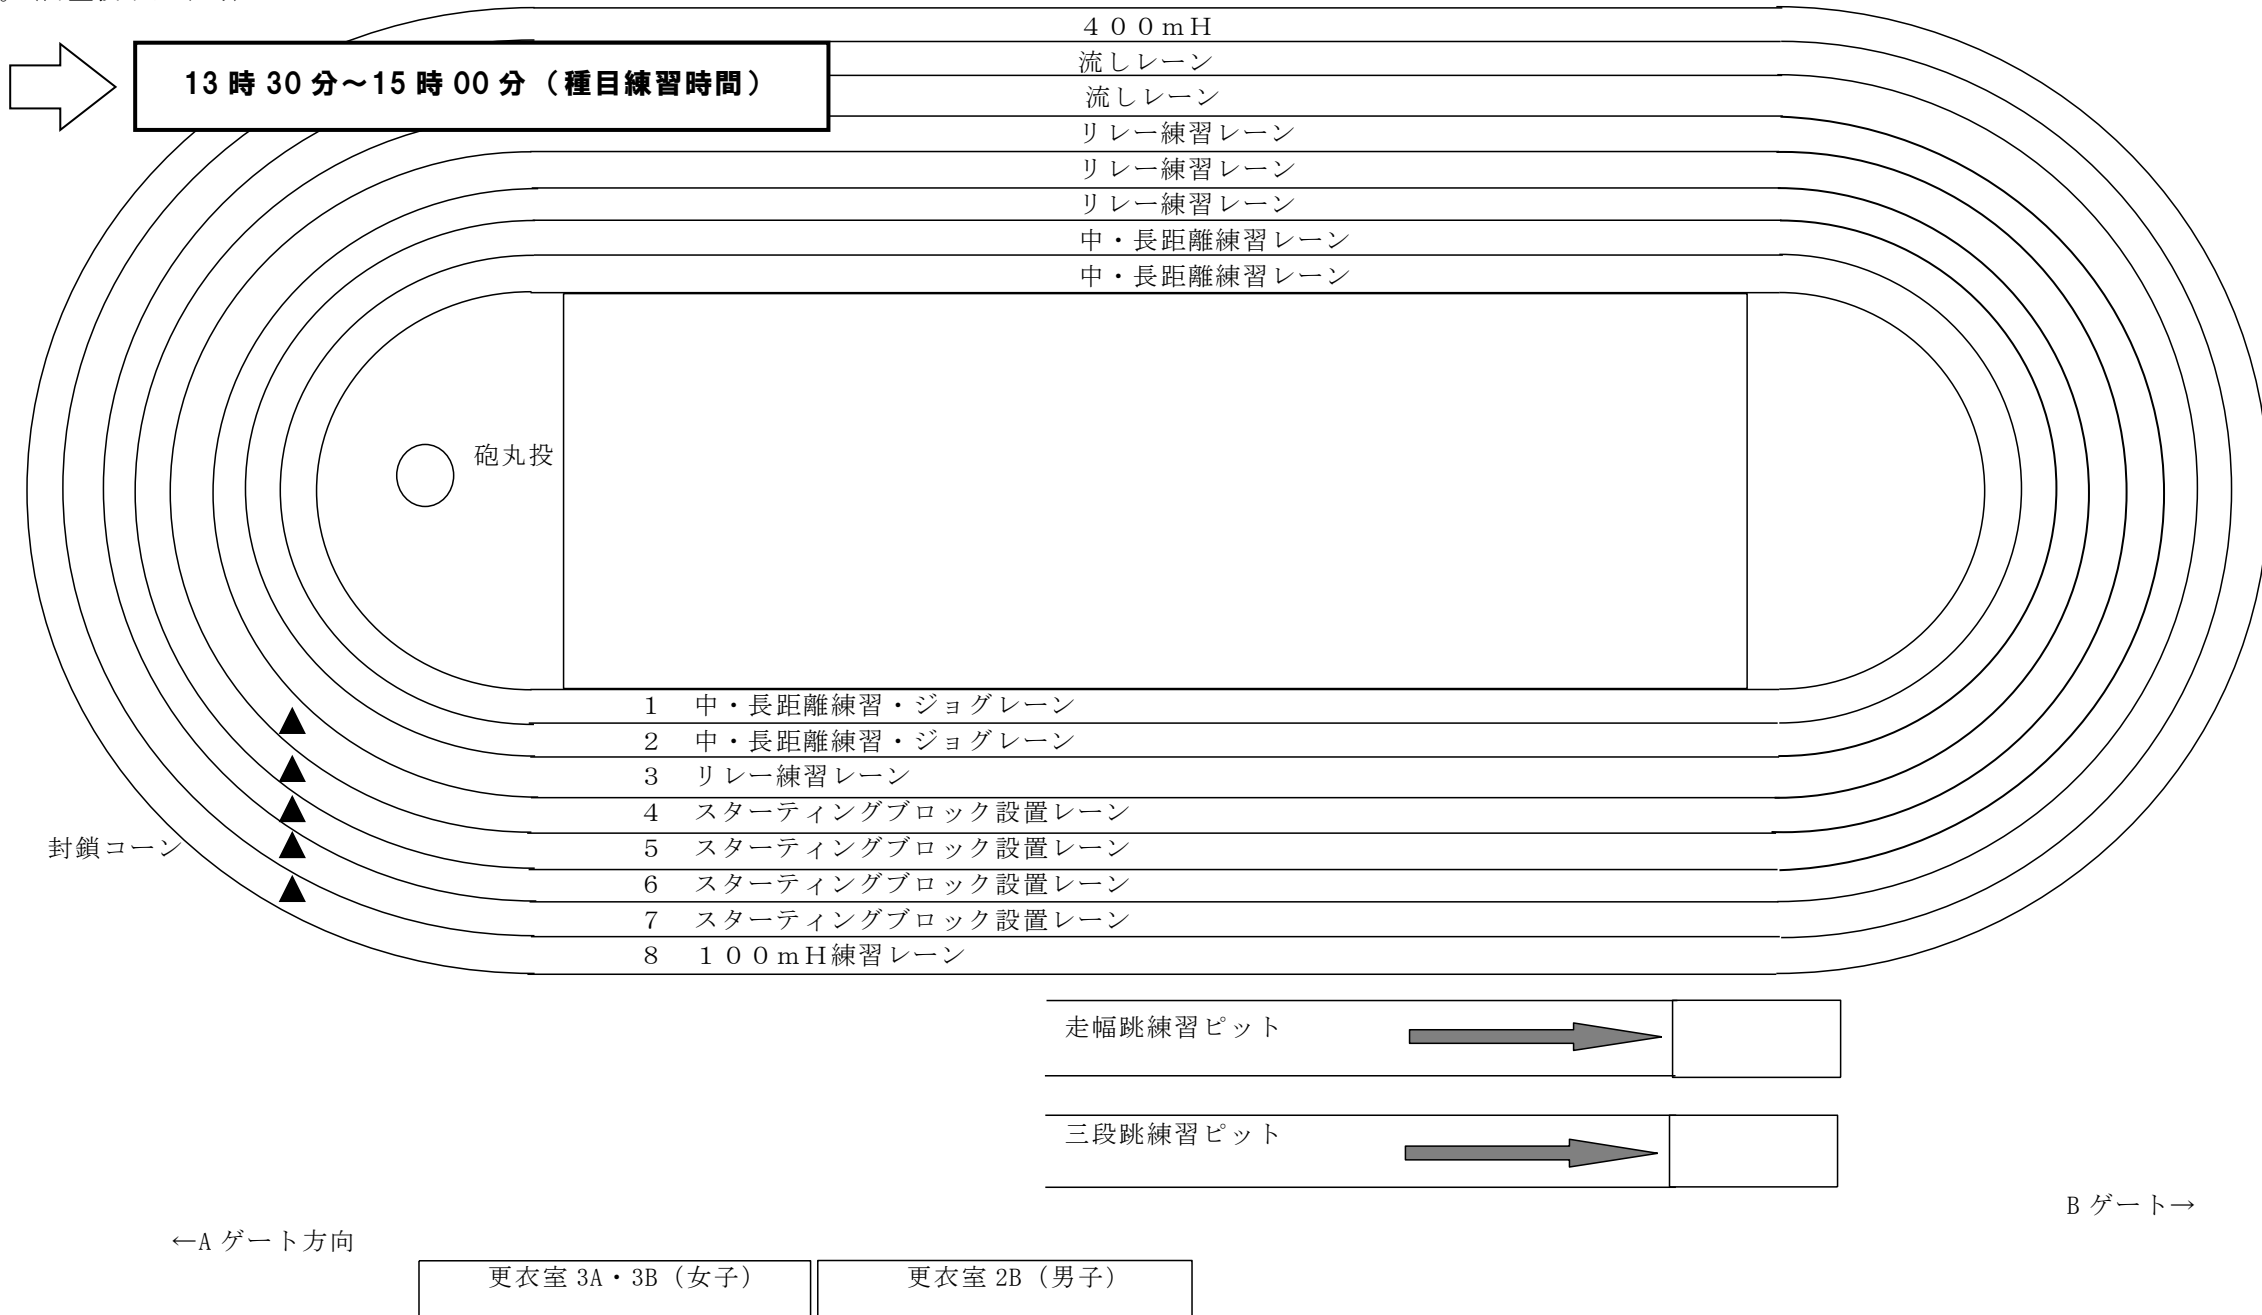 ４００ｍＨ
13 時 30 分～15 時 00 分（種目練習時間）
流しレーン
流しレーン
リレー練習レーン
リレー練習レーン
リレー練習レーン
中・長距離練習レーン
中・長距離練習レーン
砲丸投
1　中・長距離練習・ジョグレーン
2　中・長距離練習・ジョグレーン
3　リレー練習レーン
4　スターティングブロック設置レーン
封鎖コーン
5　スターティングブロック設置レーン
6　スターティングブロック設置レーン
7　スターティングブロック設置レーン
8　１００ｍＨ練習レーン
走幅跳練習ピット
三段跳練習ピット
B ゲート→
←A ゲート方向
更衣室 3A・3B（女子）
更衣室 2B（男子）